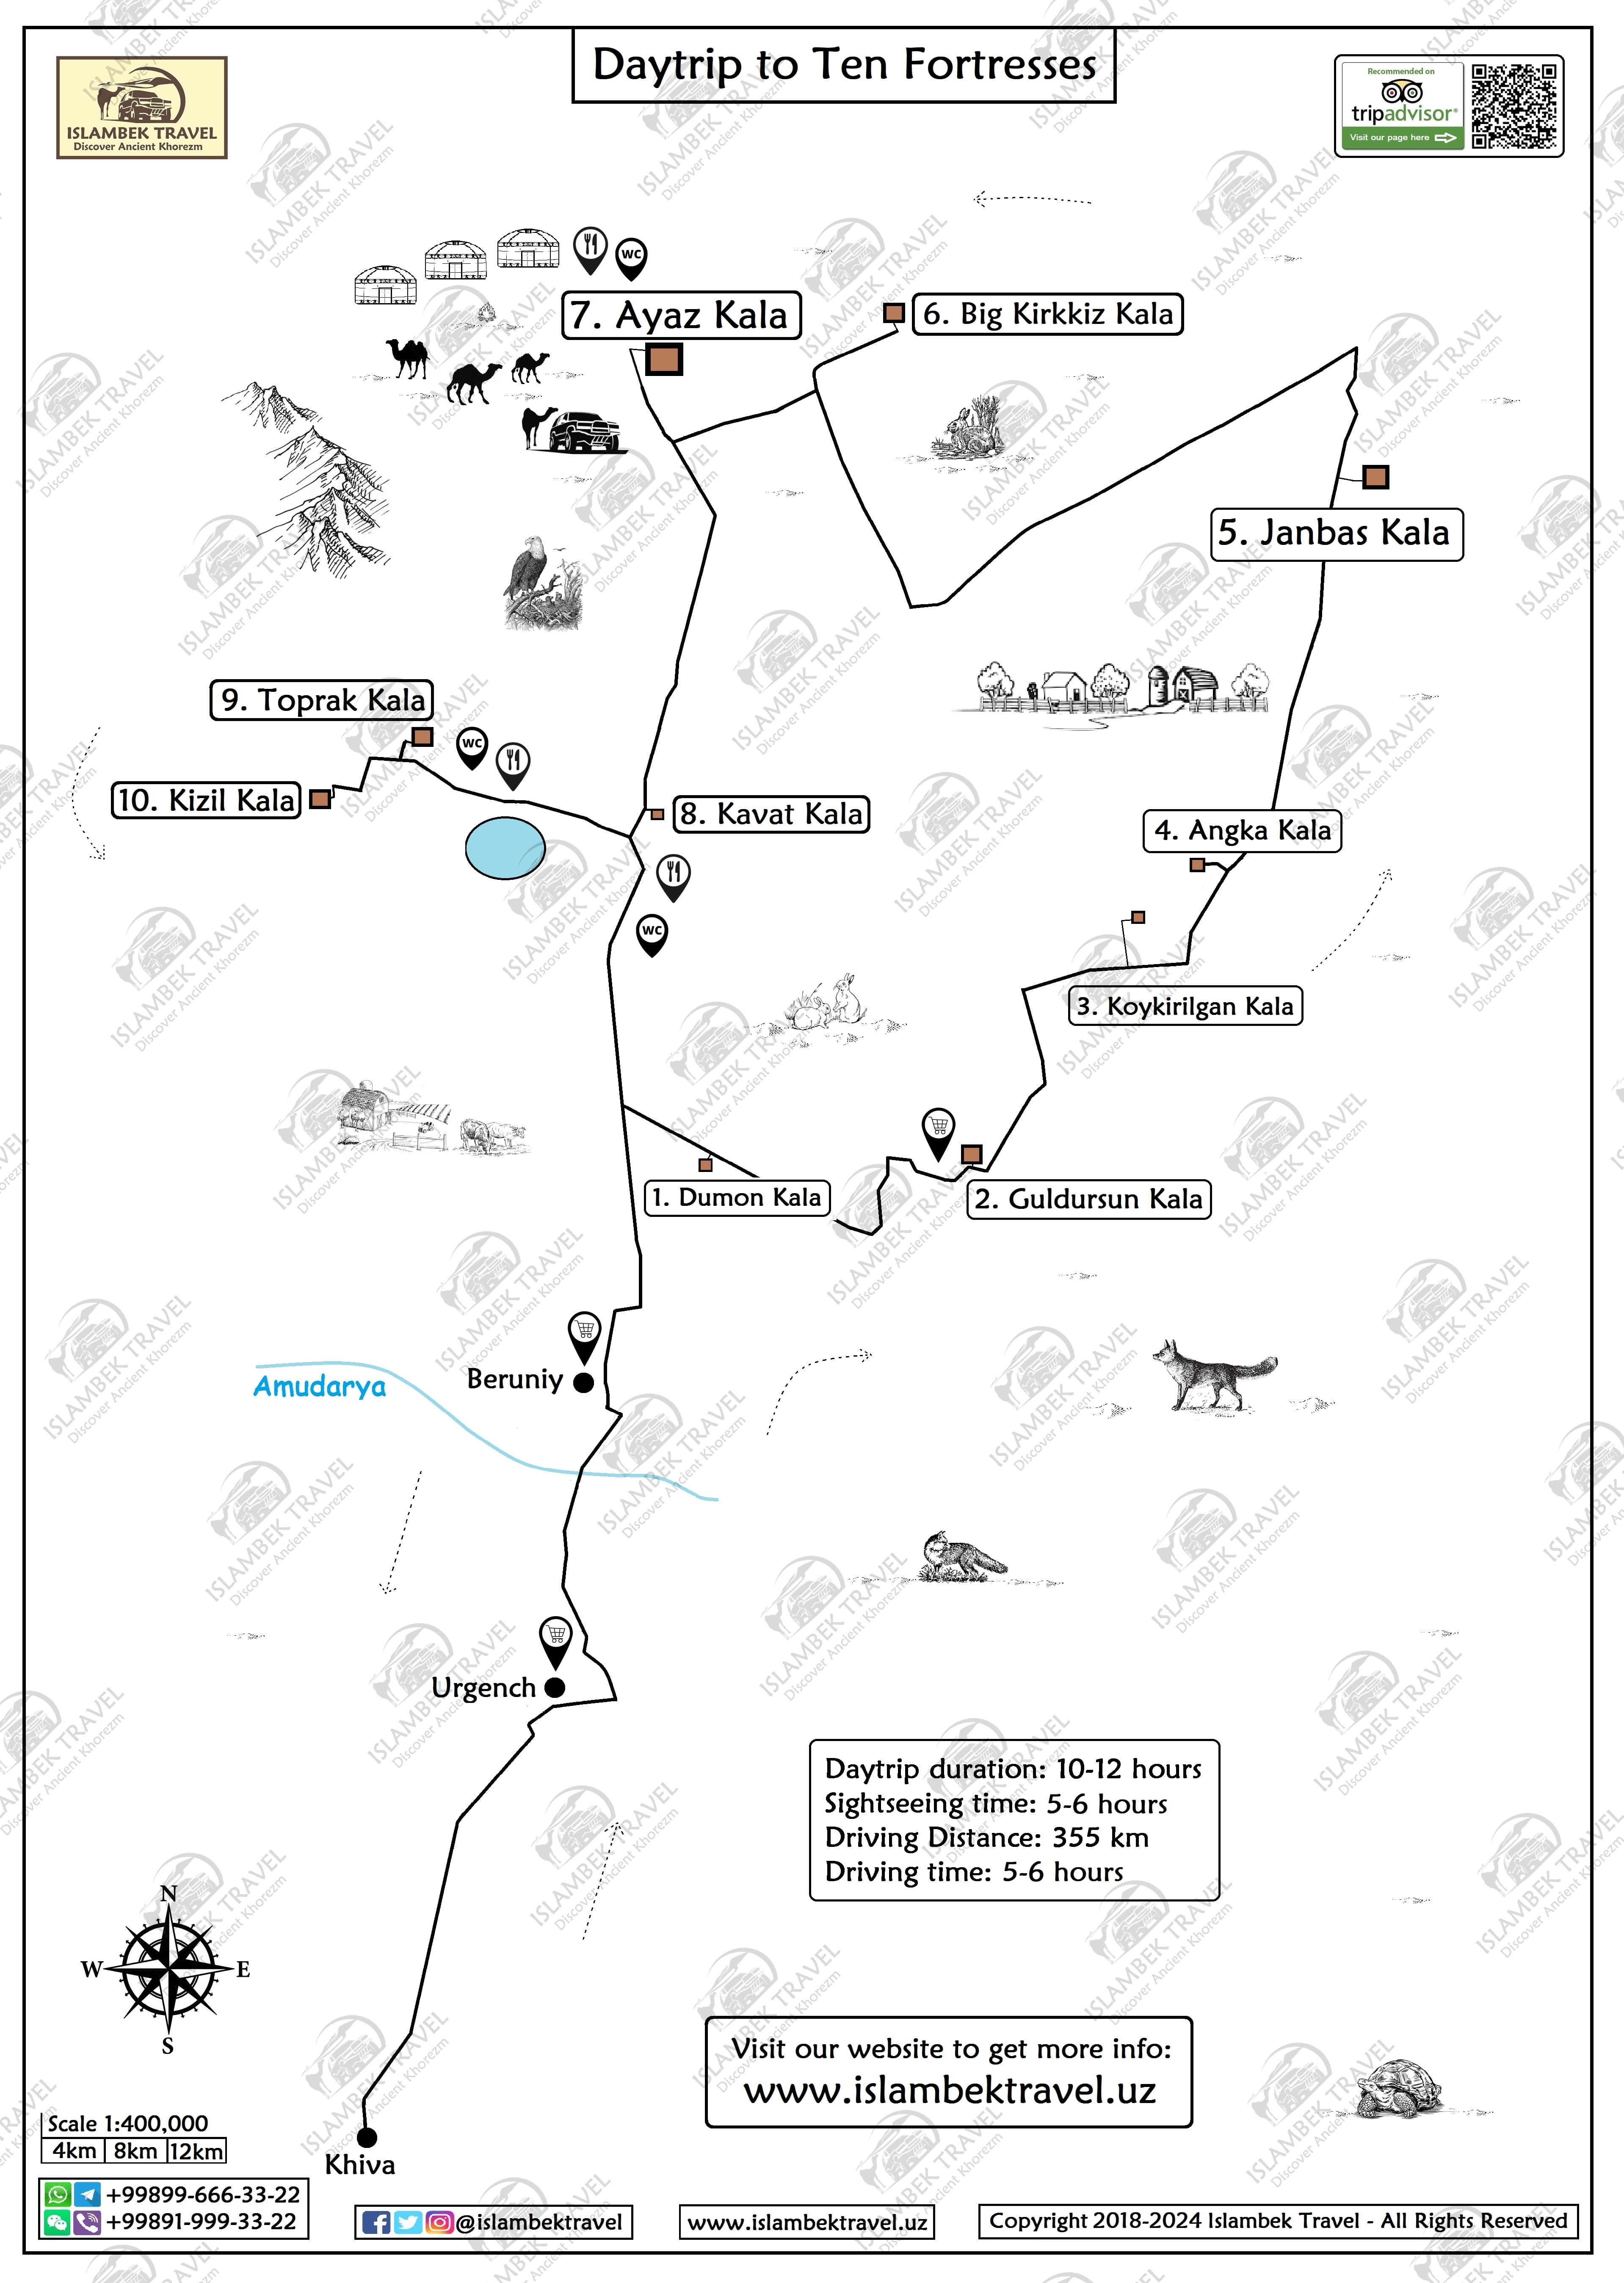 Daytrip to Ten Fortresses
ISLAMBEK TRAVEL
Discover Ancient Khorezm
Recommended on
tripadvisor®
Visit our page here
WC
7. Ayaz Kala
6. Big Kirkkiz Kala
5. Janbas Kala
9. Toprak Kala
WC
10. Kizil Kala
8. Kavat Kala
4. Angka Kala
WC
3. Koykirilgan Kala
1. Dumon Kala
2. Guldursun Kala
Beruniy
Amudarya
Urgench
Daytrip duration: 10-12 hours
Sightseeing time: 5-6 hours
Driving Distance: 355 km
Driving time: 5-6 hours
N
W
E
S
Visit our website to get more info:
www.islambektravel.uz
Scale 1:400,000
4km 8km 12km
Khiva
+99899-666-33-22
+99891-999-33-22
@islambektravel
www.islambektravel.uz
Copyright 2018-2024 Islambek Travel - All Rights Reserved